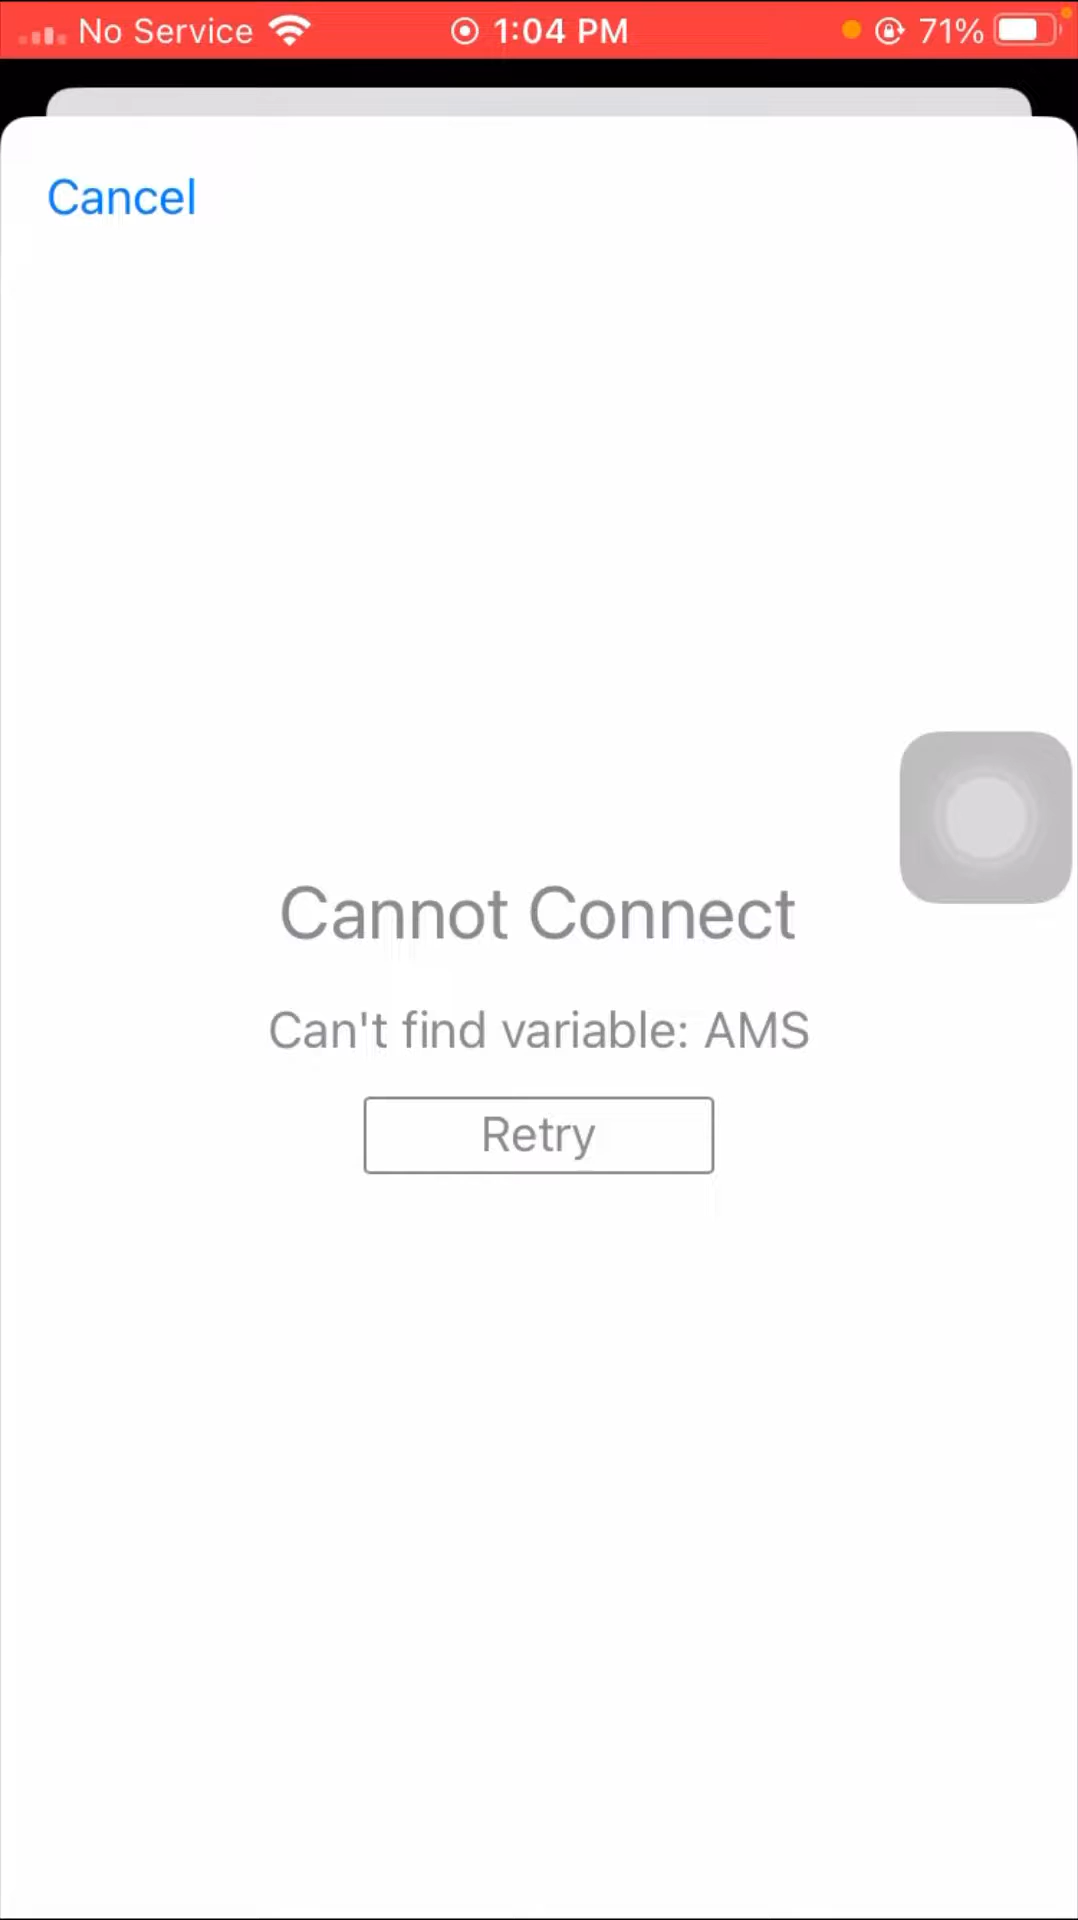 No Service 1:04 PM 71%
Cancel
Cannot Connect
Can't find variable: AMS
Retry